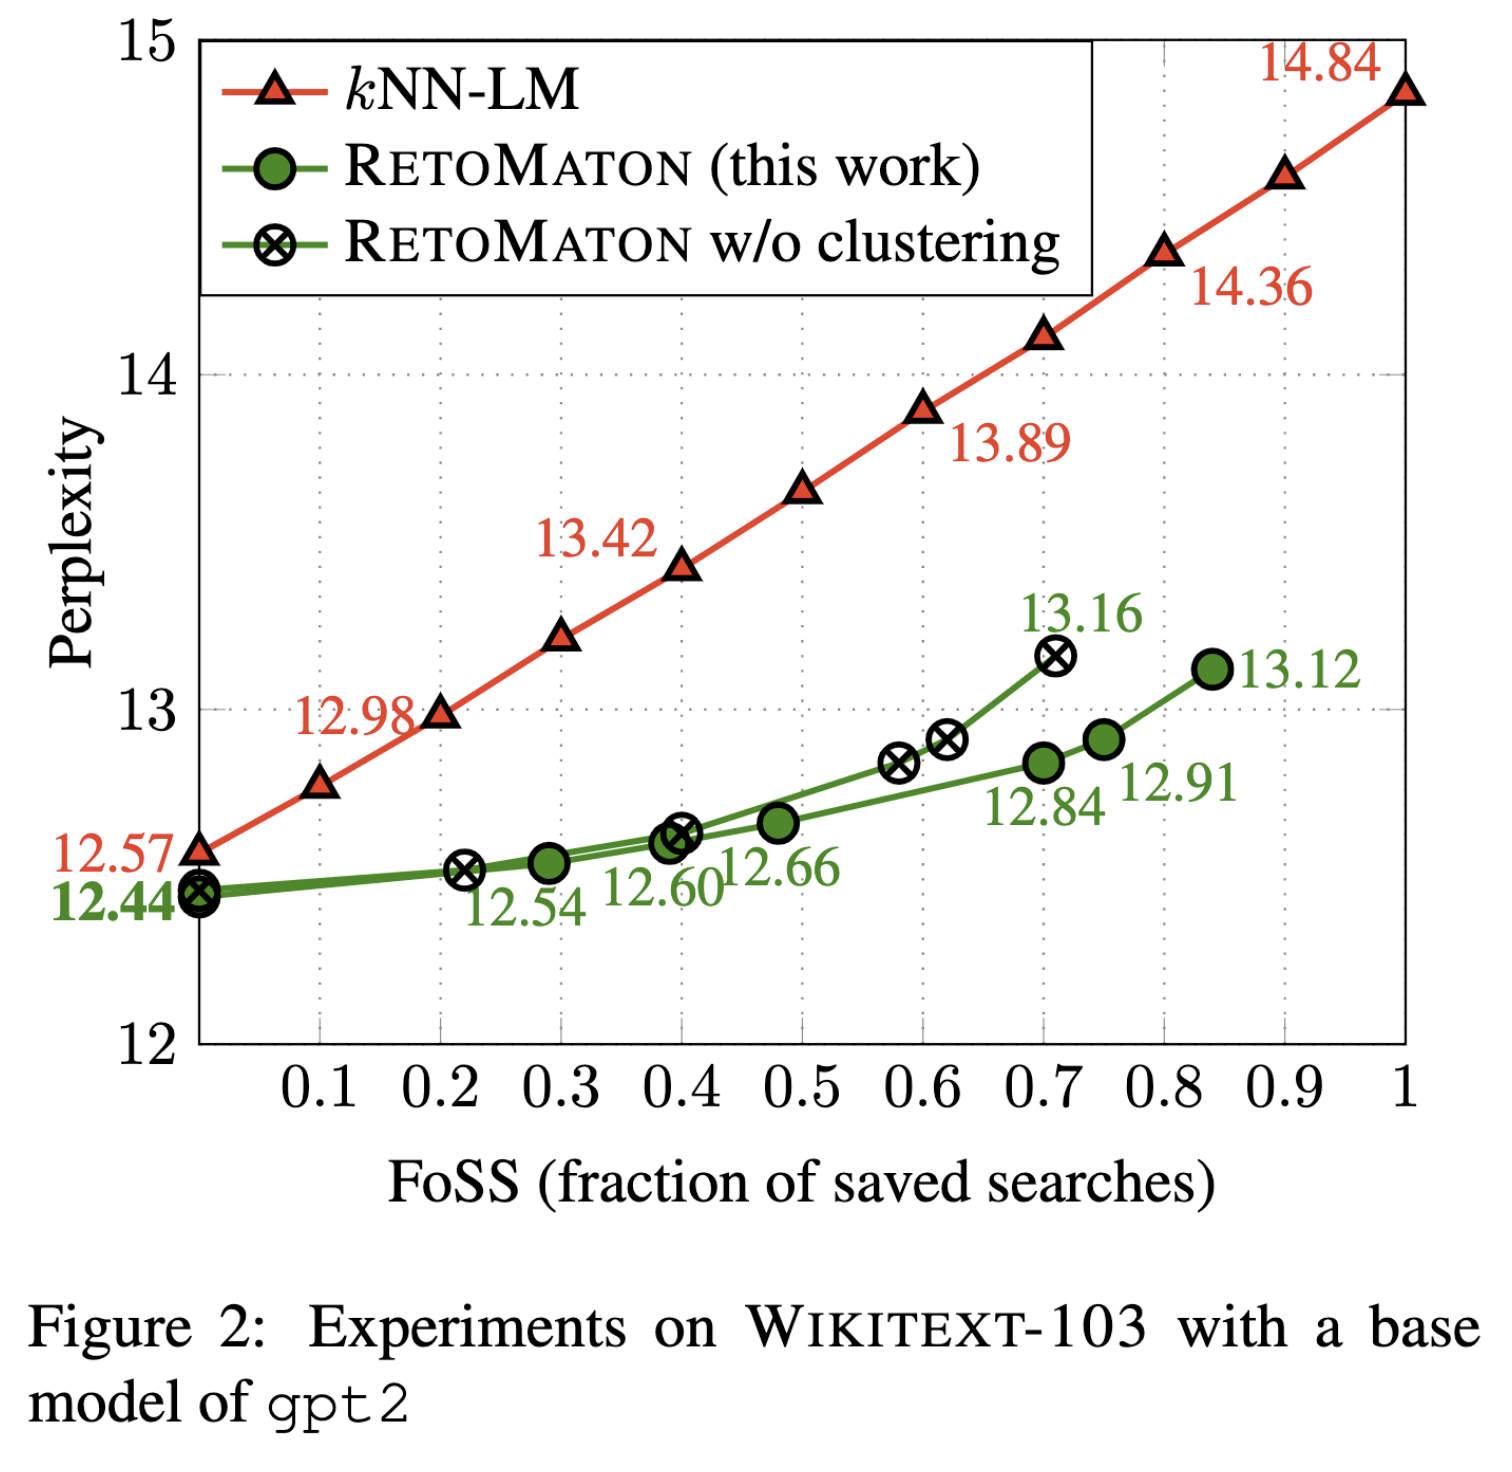 15
14
13
12
Perplexity
kNN-LM
RETOMATON (this work)
RETOMATON w/o clustering
14.84
14.36
13.89
13.42
12.98
12.57
13.16
13.12
12.91
12.84
12.66
12.60
12.54
12.44
0.1 0.2 0.3 0.4 0.5 0.6 0.7 0.8 0.9 1
FoSS (fraction of saved searches)
Figure 2: Experiments on WIKITEXT-103 with a base
model of gpt2